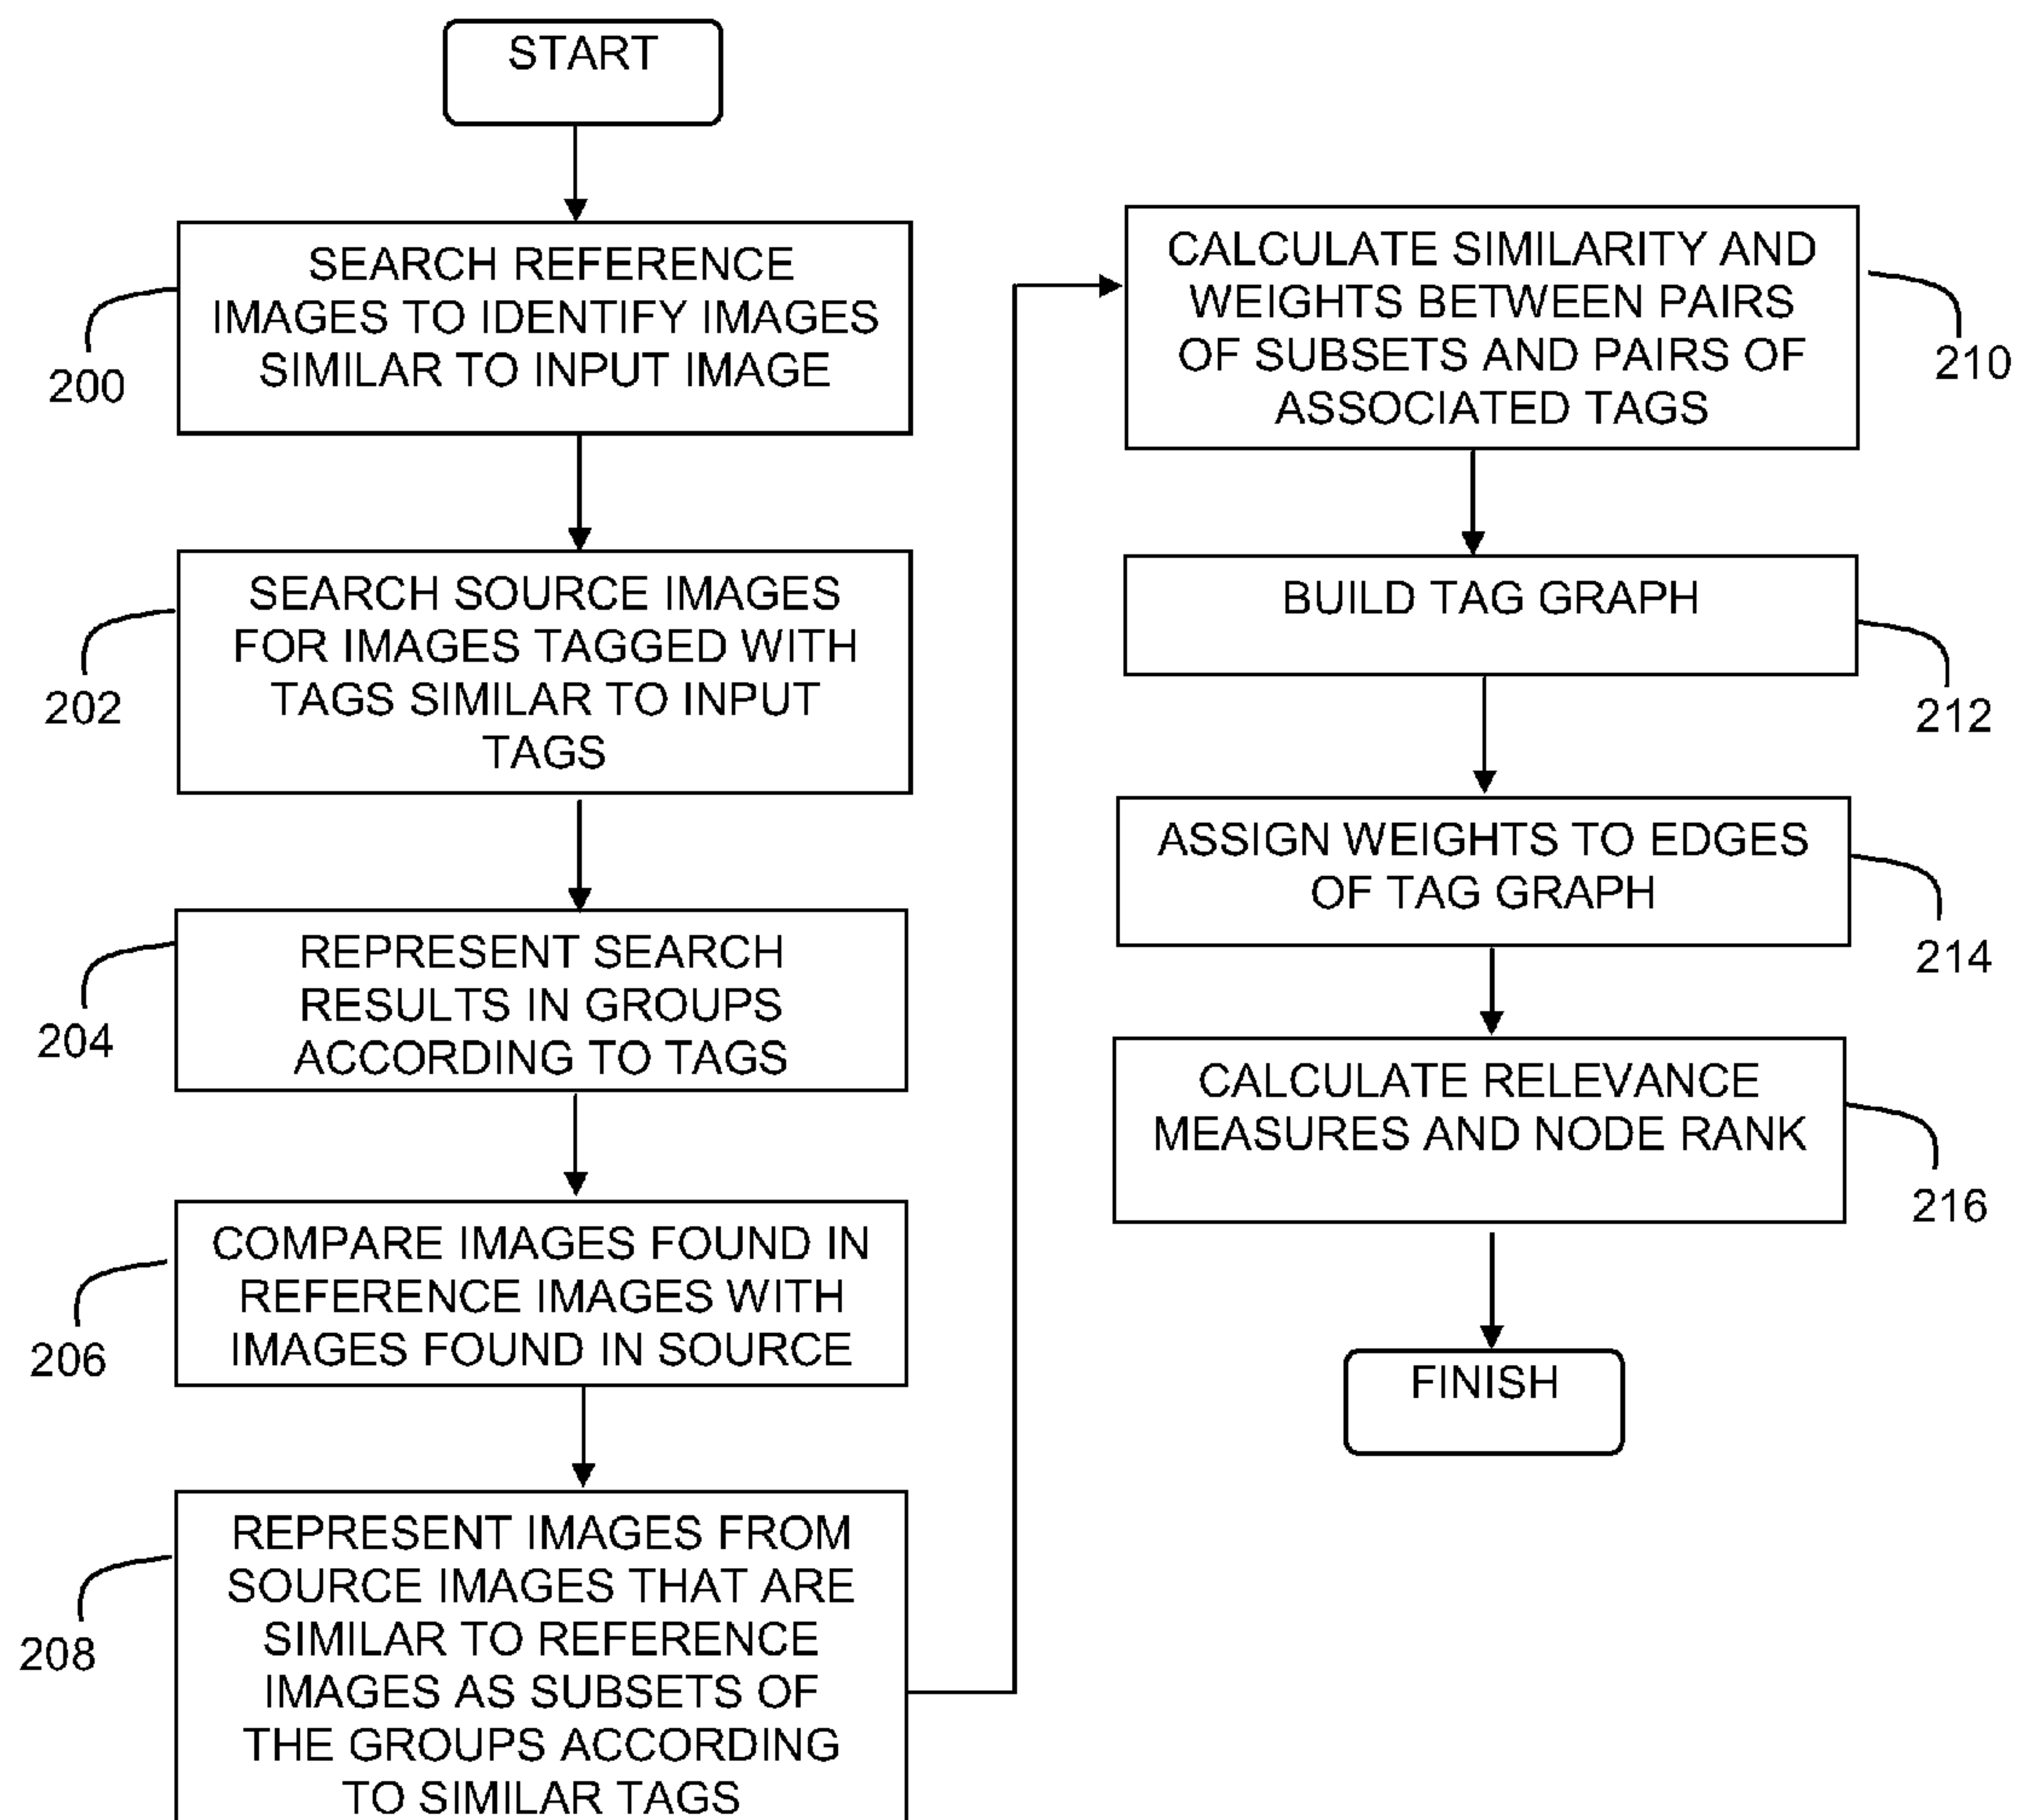 START
SEARCH REFERENCE
IMAGES TO IDENTIFY IMAGES
SIMILAR TO INPUT IMAGE
200
SEARCH SOURCE IMAGES
FOR IMAGES TAGGED WITH
TAGS SIMILAR TO INPUT
TAGS
202
REPRESENT SEARCH
RESULTS IN GROUPS
ACCORDING TO TAGS
204
COMPARE IMAGES FOUND IN
REFERENCE IMAGES WITH
IMAGES FOUND IN SOURCE
206
REPRESENT IMAGES FROM
SOURCE IMAGES THAT ARE
SIMILAR TO REFERENCE
IMAGES AS SUBSETS OF
THE GROUPS ACCORDING
TO SIMILAR TAGS
208
CALCULATE SIMILARITY AND
WEIGHTS BETWEEN PAIRS
OF SUBSETS AND PAIRS OF
ASSOCIATED TAGS
210
BUILD TAG GRAPH
212
ASSIGN WEIGHTS TO EDGES
OF TAG GRAPH
214
CALCULATE RELEVANCE
MEASURES AND NODE RANK
216
FINISH